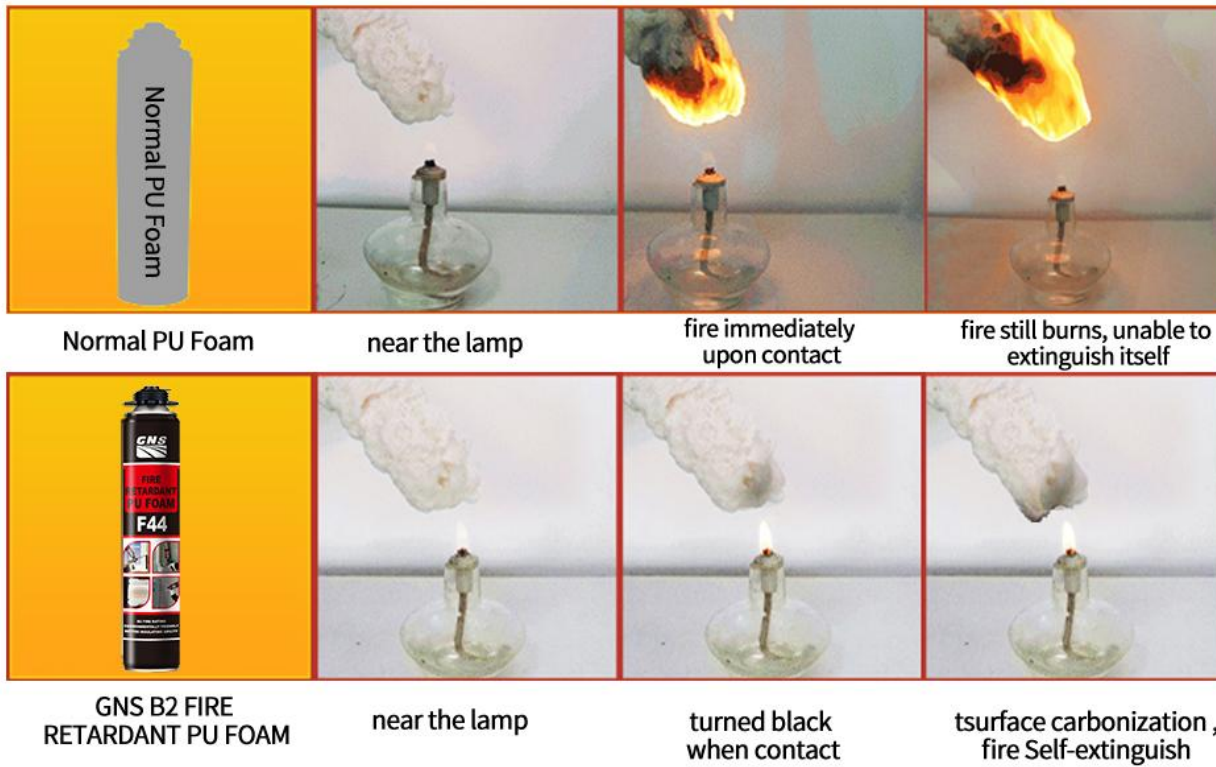 Normal PU Foam
Normal PU Foam
near the lamp
fire immediately
upon contact
fire still burns, unable to
extinguish itself
GNS
FIRE
RETARDANT
PU FOAM
F44
GNS B2 FIRE
RETARDANT PU FOAM
near the lamp
turned black
when contact
tsurface carbonization ,
fire Self-extinguish